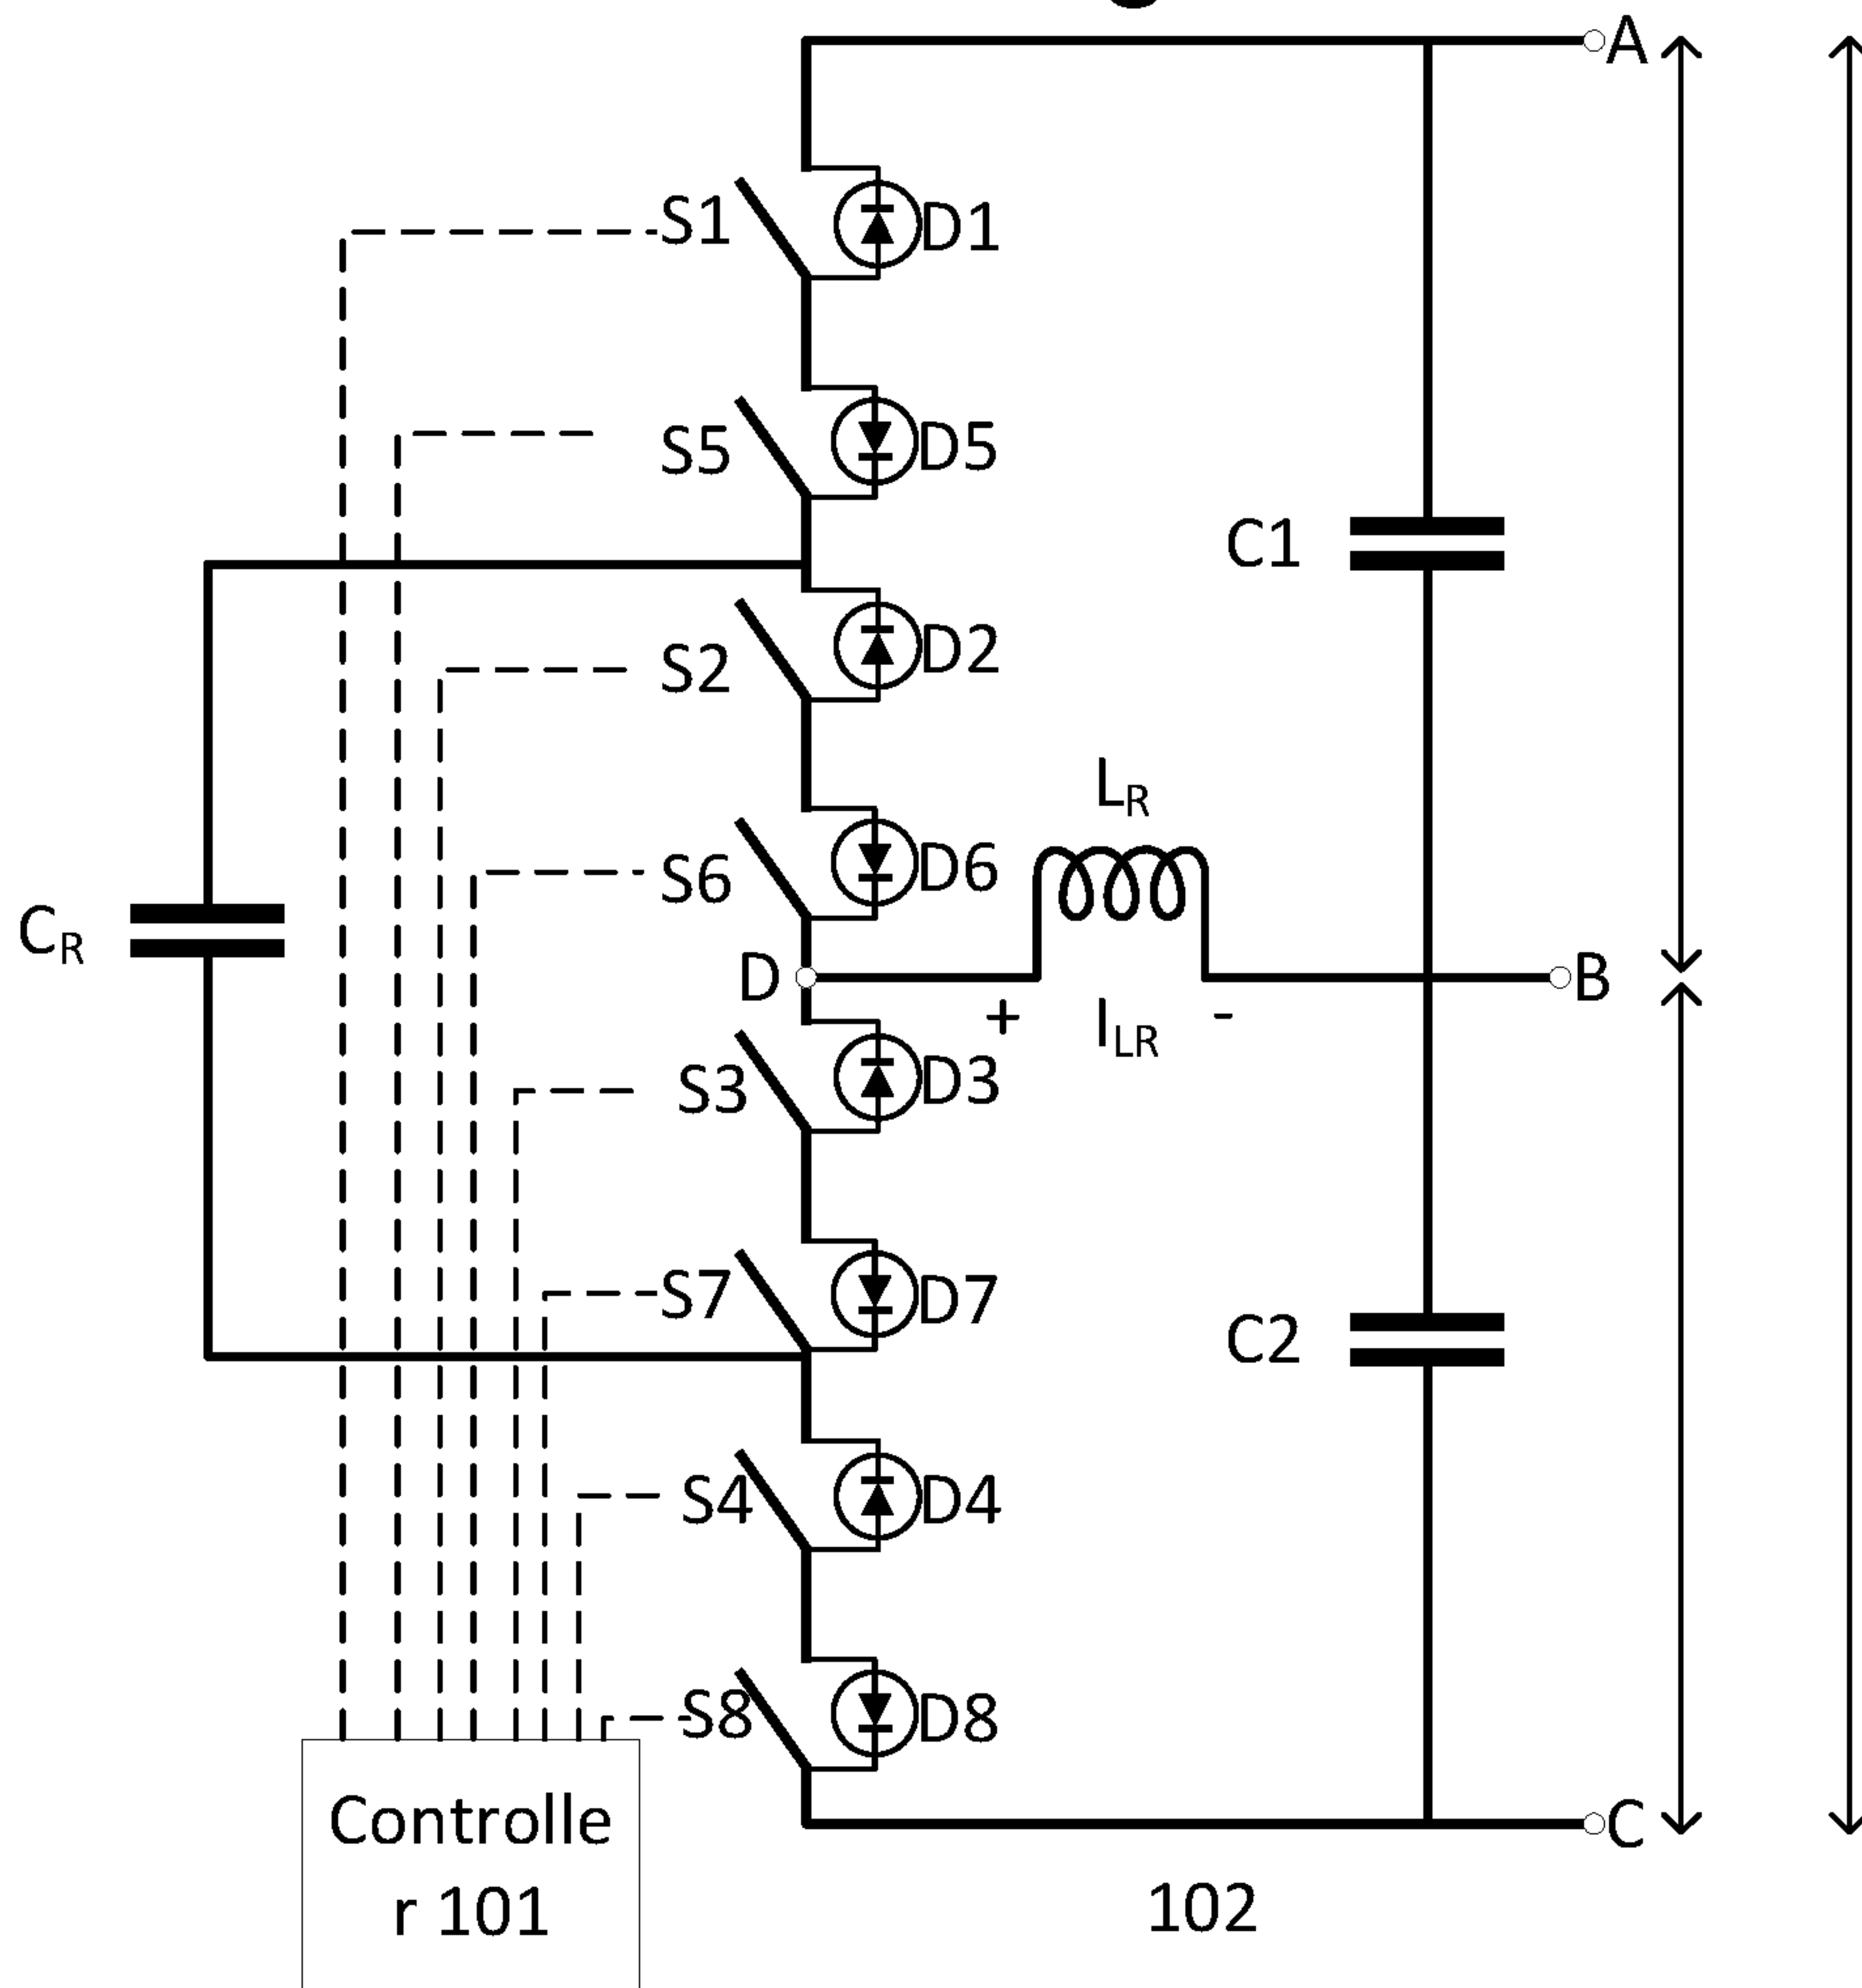 A
S1
D1
S5
D5
C1
S2
D2
LR
S6
D6
CR
D
B
+
ILR
-
S3
D3
S7
D7
C2
S4
D4
S8
D8
Controlle
r 101
C
102